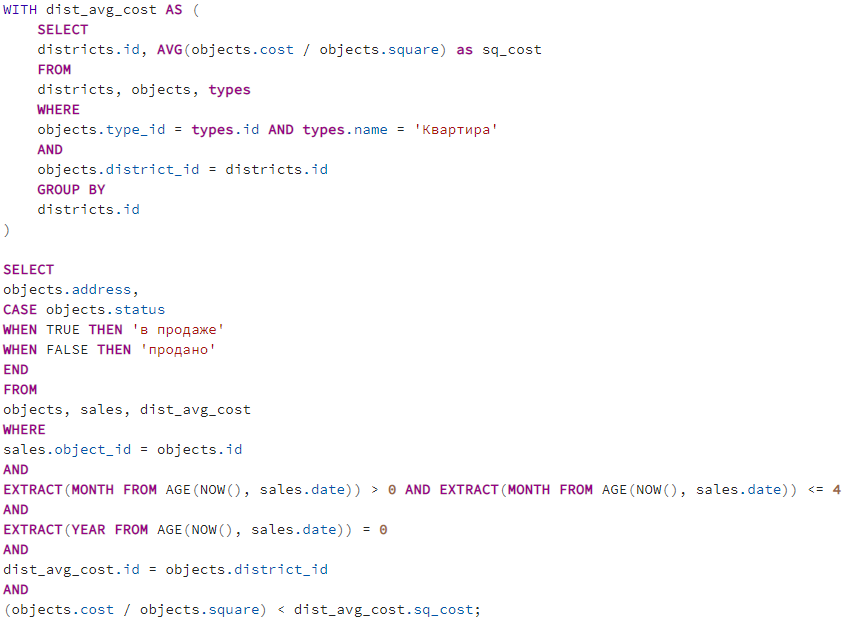 WITH dist_avg_cost AS (
    SELECT
    districts.id, AVG(objects.cost / objects.square) as sq_cost
    FROM
    districts, objects, types
    WHERE
    objects.type_id = types.id AND types.name = 'Квартира'
    AND
    objects.district_id = districts.id
    GROUP BY
    districts.id
)

SELECT
objects.address,
CASE objects.status
WHEN TRUE THEN 'в продаже'
WHEN FALSE THEN 'продано'
END
FROM
objects, sales, dist_avg_cost
WHERE
sales.object_id = objects.id
AND
EXTRACT(MONTH FROM AGE(NOW(), sales.date)) > 0 AND EXTRACT(MONTH FROM AGE(NOW(), sales.date)) <= 4
AND
EXTRACT(YEAR FROM AGE(NOW(), sales.date)) = 0
AND
dist_avg_cost.id = objects.district_id
AND
(objects.cost / objects.square) < dist_avg_cost.sq_cost;